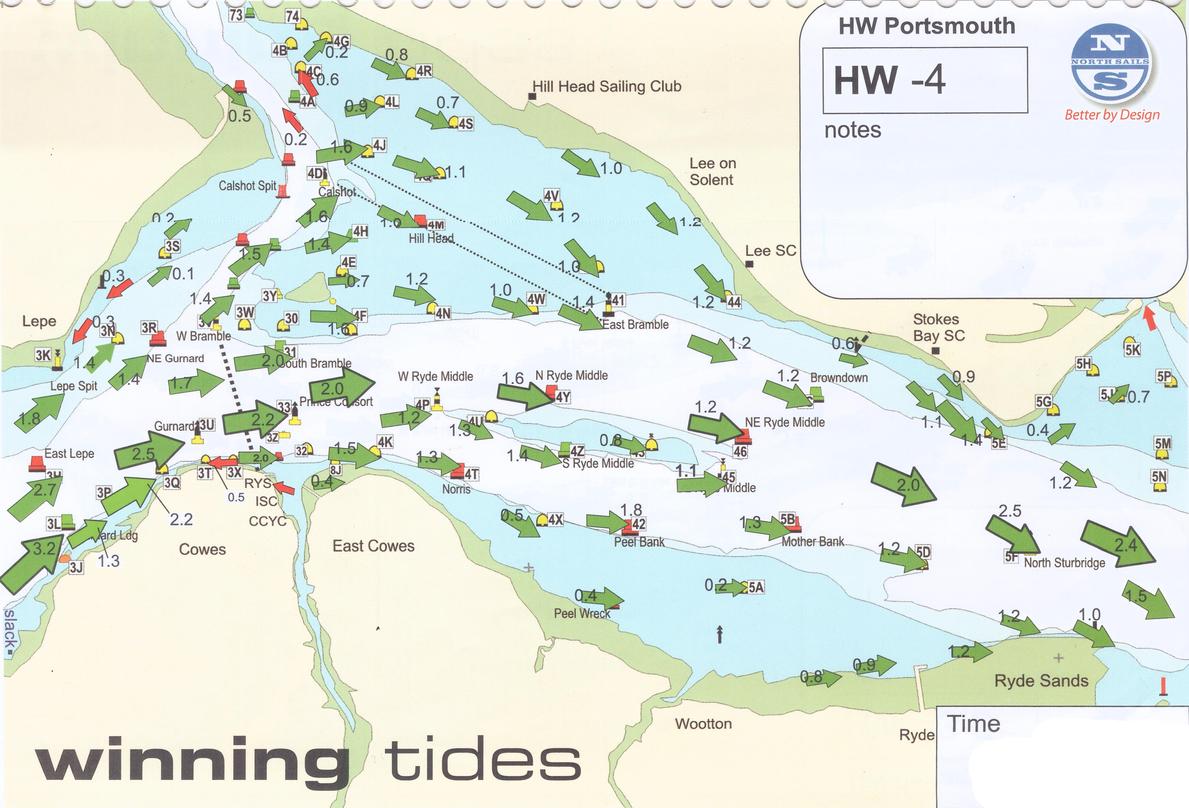 HW Portsmouth
HW -4
notes
N
NORTH SAILS
S
Better by Design
73
74
4B
4G
0.2
4C
0.6
0.8
4R
0.5
4A
0.9
4L
0.7
4S
Hill Head Sailing Club
0.2
1.6
4J
4D
1.1
1.0
Lee on
Solent
Calshot Spit
Calshot
1.6
1.0
4M
Hill Head
4V
1.2
1.2
0.2
3S
0.1
1.5
1.4
4H
4E
0.7
1.0
Lee SC
0.3
1.4
3Y
1.2
4N
1.0
4W
1.4
41
East Bramble
1.2
44
Lepe
0.3
3N
3R
W Bramble
3W
30
4F
1.6
3K
1.4
NE Gurnard
1.4
2.0
31
South Bramble
1.2
0.6
Stokes
Bay SC
Lepe Spit
1.8
1.7
2.0
Prince Consort
W Ryde Middle
4P
1.2
1.6
N Ryde Middle
4Y
1.2
Browndown
0.9
5H
5K
5P
0.7
2.2
33
3Z
Gurnard
3U
4U
1.3
1.2
NE Ryde Middle
46
1.1
1.4
5E
5G
0.4
5M
East Lepe
2.5
3T
3X
2.0
32
1.5
8J
4K
1.3
4T
Norris
1.4
4Z
S Ryde Middle
0.8
1.1
45
Middle
2.0
1.2
5N
2.7
3P
3Q
0.5
RYS
ISC
CCYC
0.4
3L
2.2
0.5
4X
1.8
42
Peel Bank
1.3
5B
Mother Bank
2.5
5F
North Sturbridge
2.4
3.2
1.3
3J
Cowes
East Cowes
1.2
5D
0.4
Peel Wreck
0.2
5A
1.5
slack
1.2
1.0
0.8
0.9
1.2
Ryde Sands
Wootton
Ryde
Time
winning tides